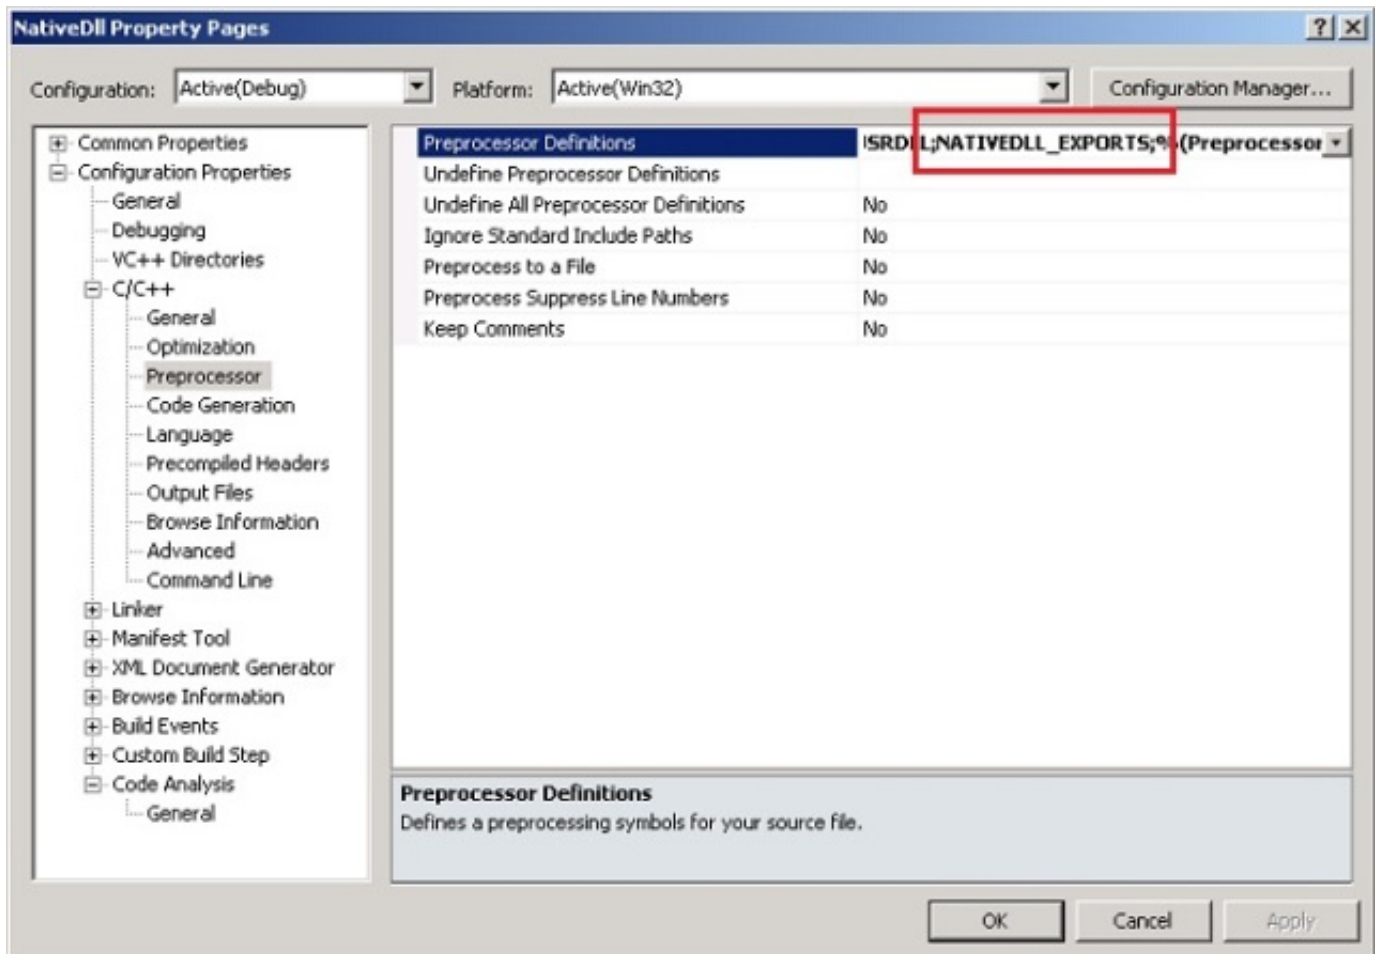 NativeDll Property Pages
Configuration: Active(Debug) Platform: Active(Win32) Configuration Manager...
Common Properties
Configuration Properties
General
Debugging
VC++ Directories
C/C++
General
Optimization
Preprocessor
Code Generation
Language
Precompiled Headers
Output Files
Browse Information
Advanced
Command Line
Linker
Manifest Tool
XML Document Generator
Browse Information
Build Events
Custom Build Step
Code Analysis
General
Preprocessor Definitions ;NATIVEDLL_EXPORTS;%(Preprocessor
Undefine Preprocessor Definitions
Undefine All Preprocessor Definitions No
Ignore Standard Include Paths No
Preprocess to a File No
Preprocess Suppress Line Numbers No
Keep Comments No
Preprocessor Definitions
Defines a preprocessing symbols for your source file.
OK Cancel Apply